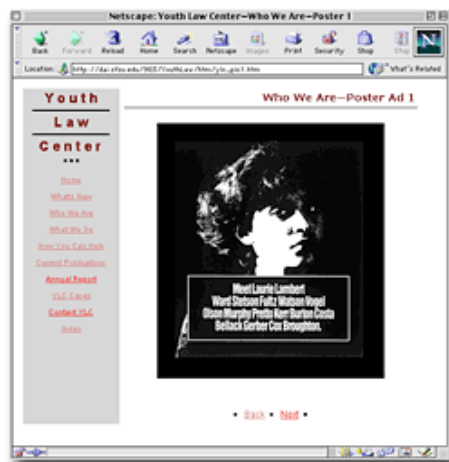 Netscape: Youth Law Center—Who We Are—Poster 1
Back Forward Reload Home Search Netscape Images Print Security Shop Stop
N
Location: What's Related
Youth
Law
Center
Who We Are—Poster Ad 1
Home
What's New
Who We Are
What We Do
How You Can Help
Current Publications
Annual Report
YLC Cases
Contact YLC
Index
Meet Laurie Lambert
Ward Stetson Fultz Watson Vogel
Olson Murphy Pretto Kerr Burton Costa
Bellack Gerber Cox Broughton.
Back • Next